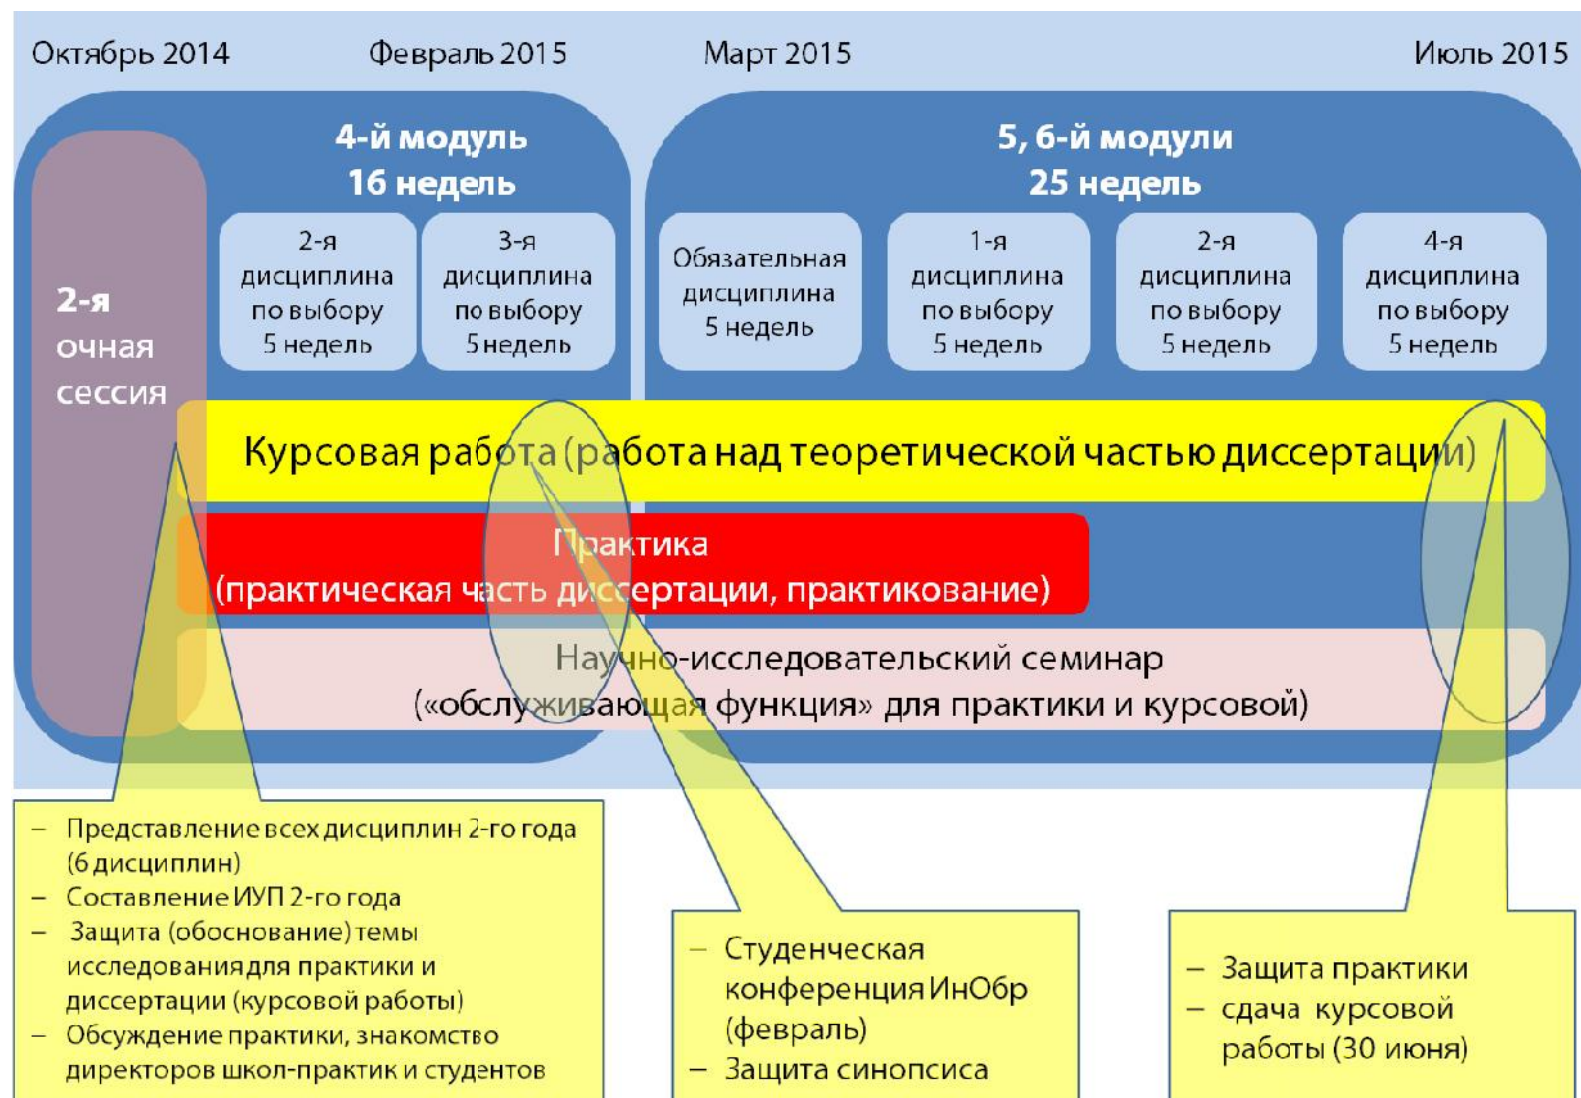 Октябрь 2014
Февраль 2015
Март 2015
Июль 2015
4-й модуль
16 недель
5, 6-й модули
25 недель
2-я
очная
сессия
2-я
дисциплина
по выбору
5 недель
3-я
дисциплина
по выбору
5 недель
Обязательная
дисциплина
5 недель
1-я
дисциплина
по выбору
5 недель
2-я
дисциплина
по выбору
5 недель
4-я
дисциплина
по выбору
5 недель
Курсовая работа (работа над теоретической частью диссертации)
Практика
(практическая часть диссертации, практикование)
Научно-исследовательский семинар
(«обслуживающая функция» для практики и курсовой)
– Представление всех дисциплин 2-го года
(6 дисциплин)
– Составление ИУП 2-го года
– Защита (обоснование) темы
исследования для практики и
диссертации (курсовой работы)
– Обсуждение практики, знакомство
директоров школ-практик и студентов
– Студенческая
конференция ИнОбр
(февраль)
– Защита синопсиса
– Защита практики
– сдача курсовой
работы (30 июня)